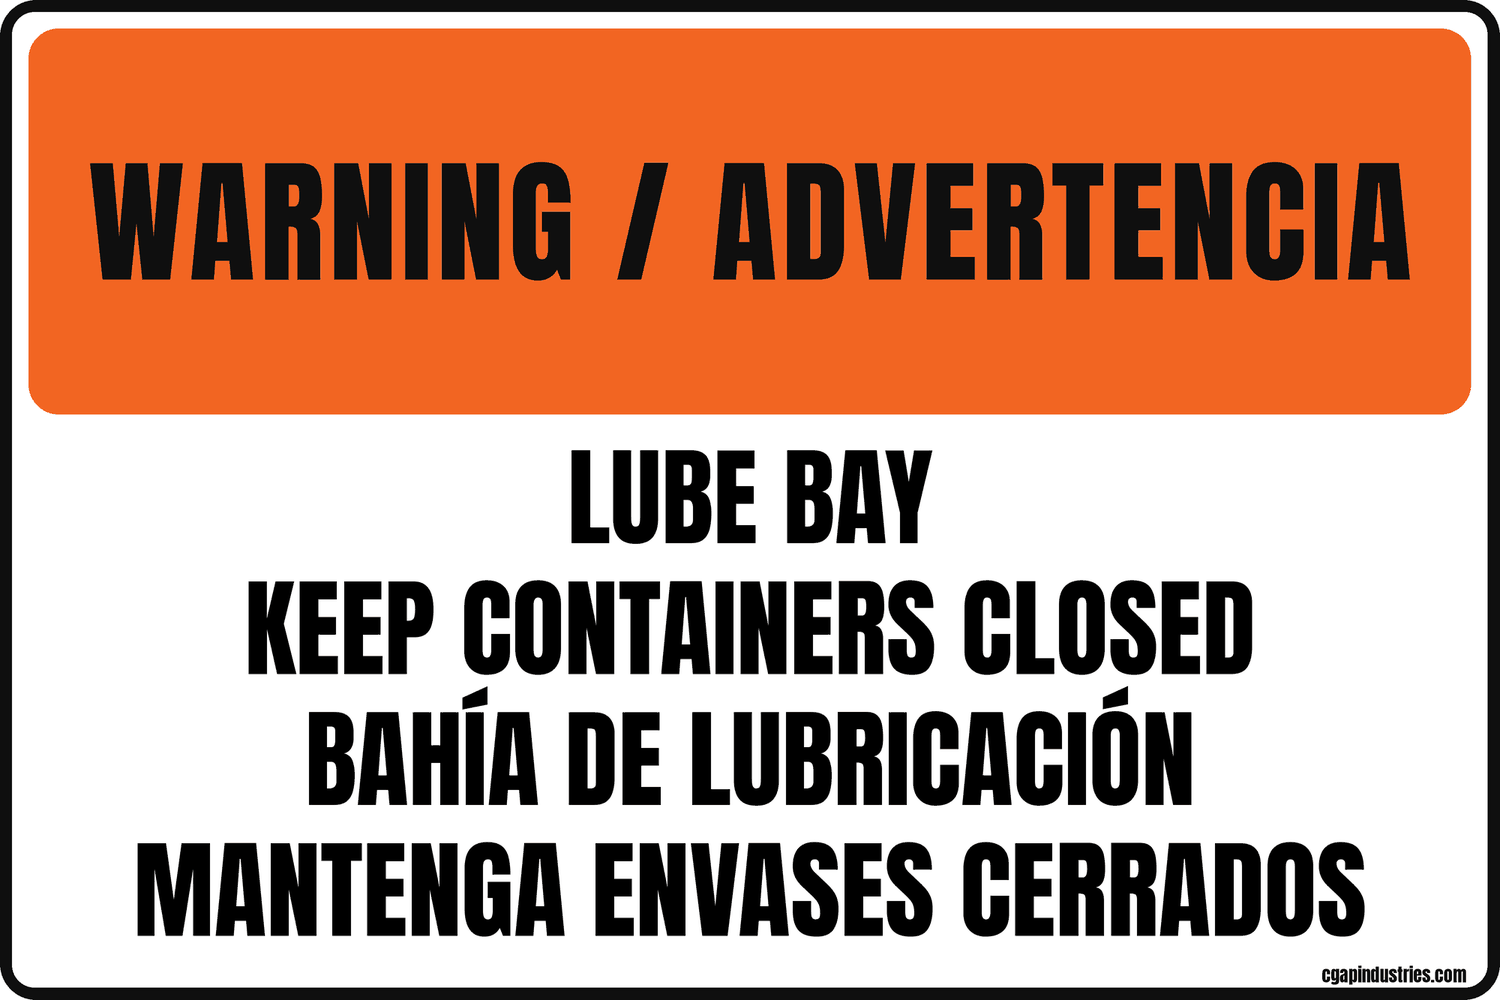 WARNING / ADVERTENCIA
LUBE BAY
KEEP CONTAINERS CLOSED
BAHÍA DE LUBRICACIÓN
MANTENGA ENVASES CERRADOS
cgapindustries.com